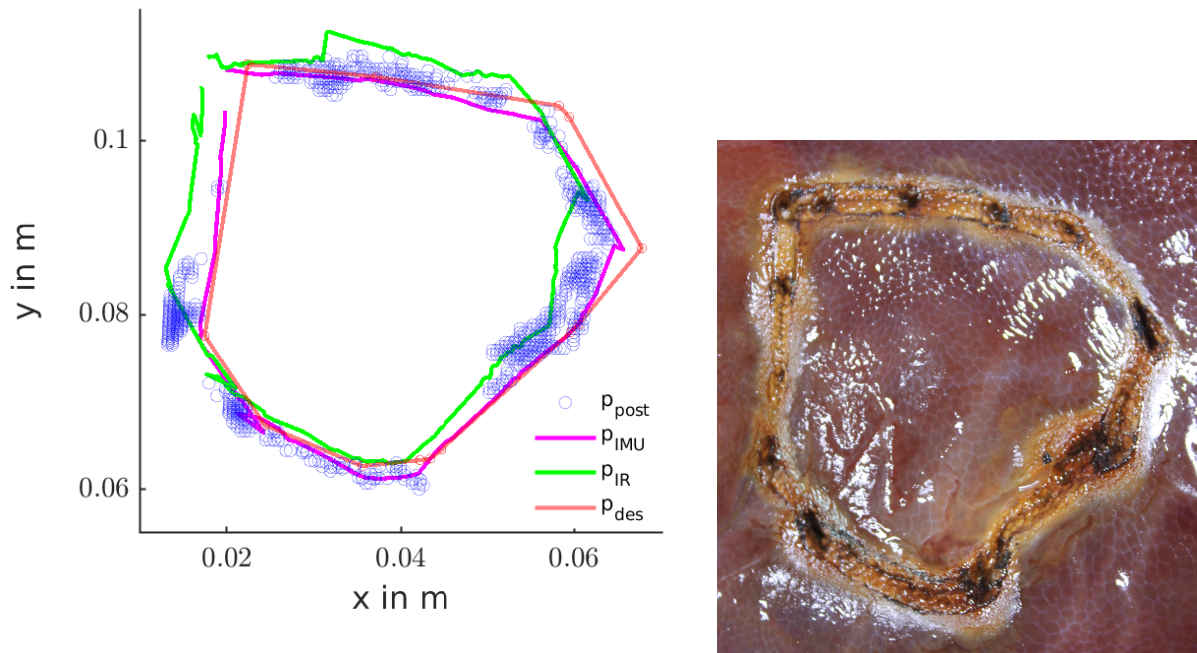 0.1
0.08
0.06
y in m
0.02
0.04
0.06
x in m
p_post
p_IMU
p_IR
p_des